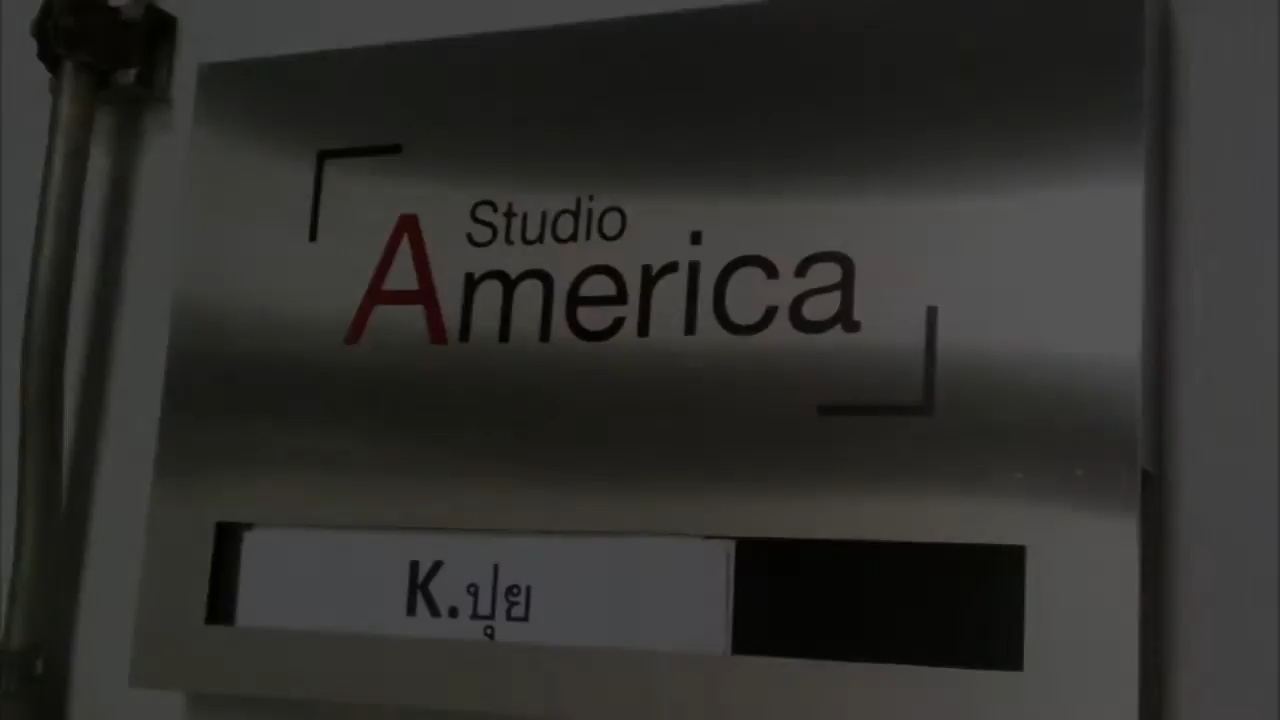 Studio
America
K.ปุย